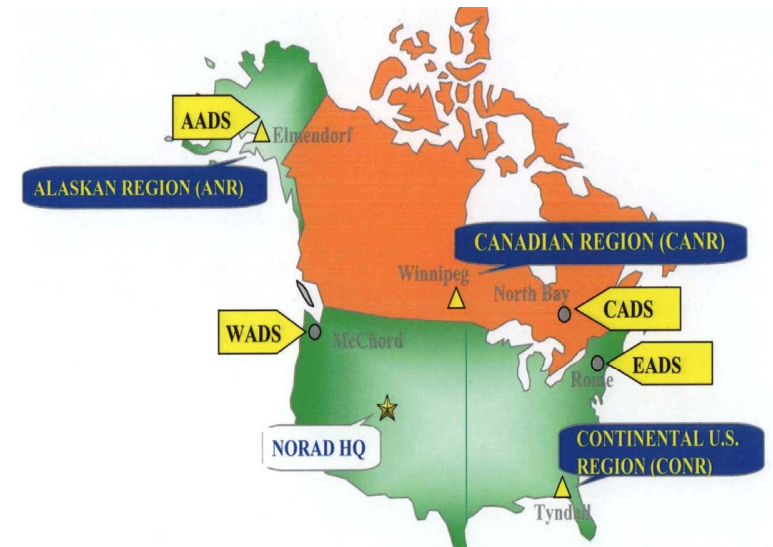 AADS
Elmendorf
ALASKAN REGION (ANR)
CANADIAN REGION (CANR)
Winnipeg
North Bay
CADS
WADS
McChord
EADS
Rome
NORAD HQ
CONTINENTAL U.S.
REGION (CONR)
Tyndall